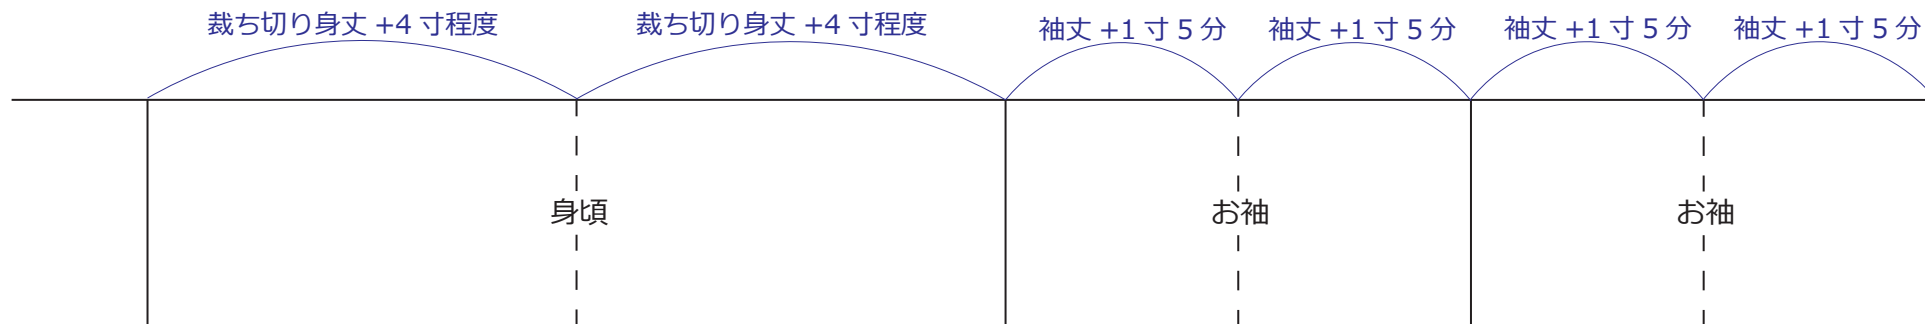 裁ち切り身丈 +4 寸程度
裁ち切り身丈 +4 寸程度
袖丈 +1 寸 5 分
袖丈 +1 寸 5 分
袖丈 +1 寸 5 分
袖丈 +1 寸 5 分
身頃
お袖
お袖